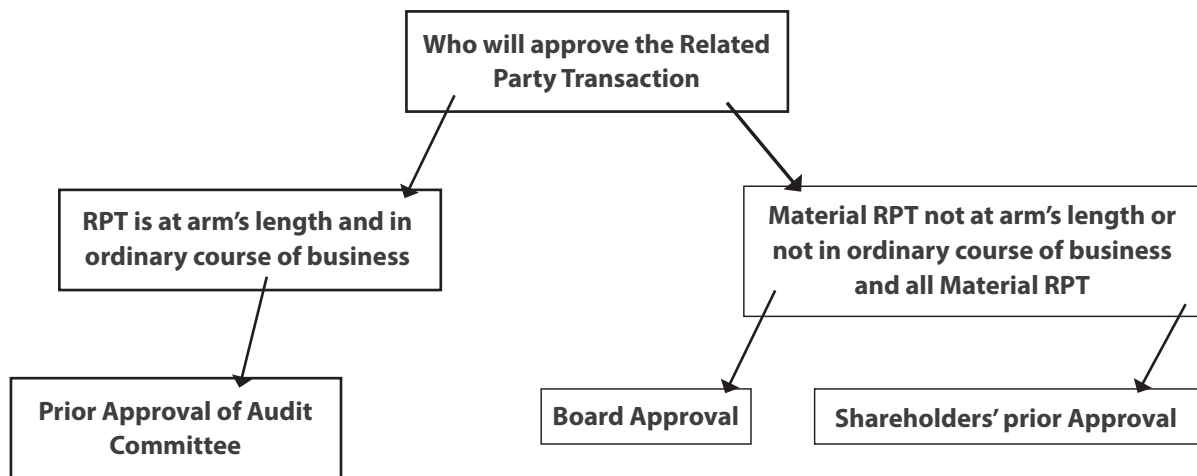 Who will approve the Related
Party Transaction
RPT is at arm’s length and in
ordinary course of business
Material RPT not at arm’s length or
not in ordinary course of business
and all Material RPT
Prior Approval of Audit
Committee
Board Approval
Shareholders’ prior Approval